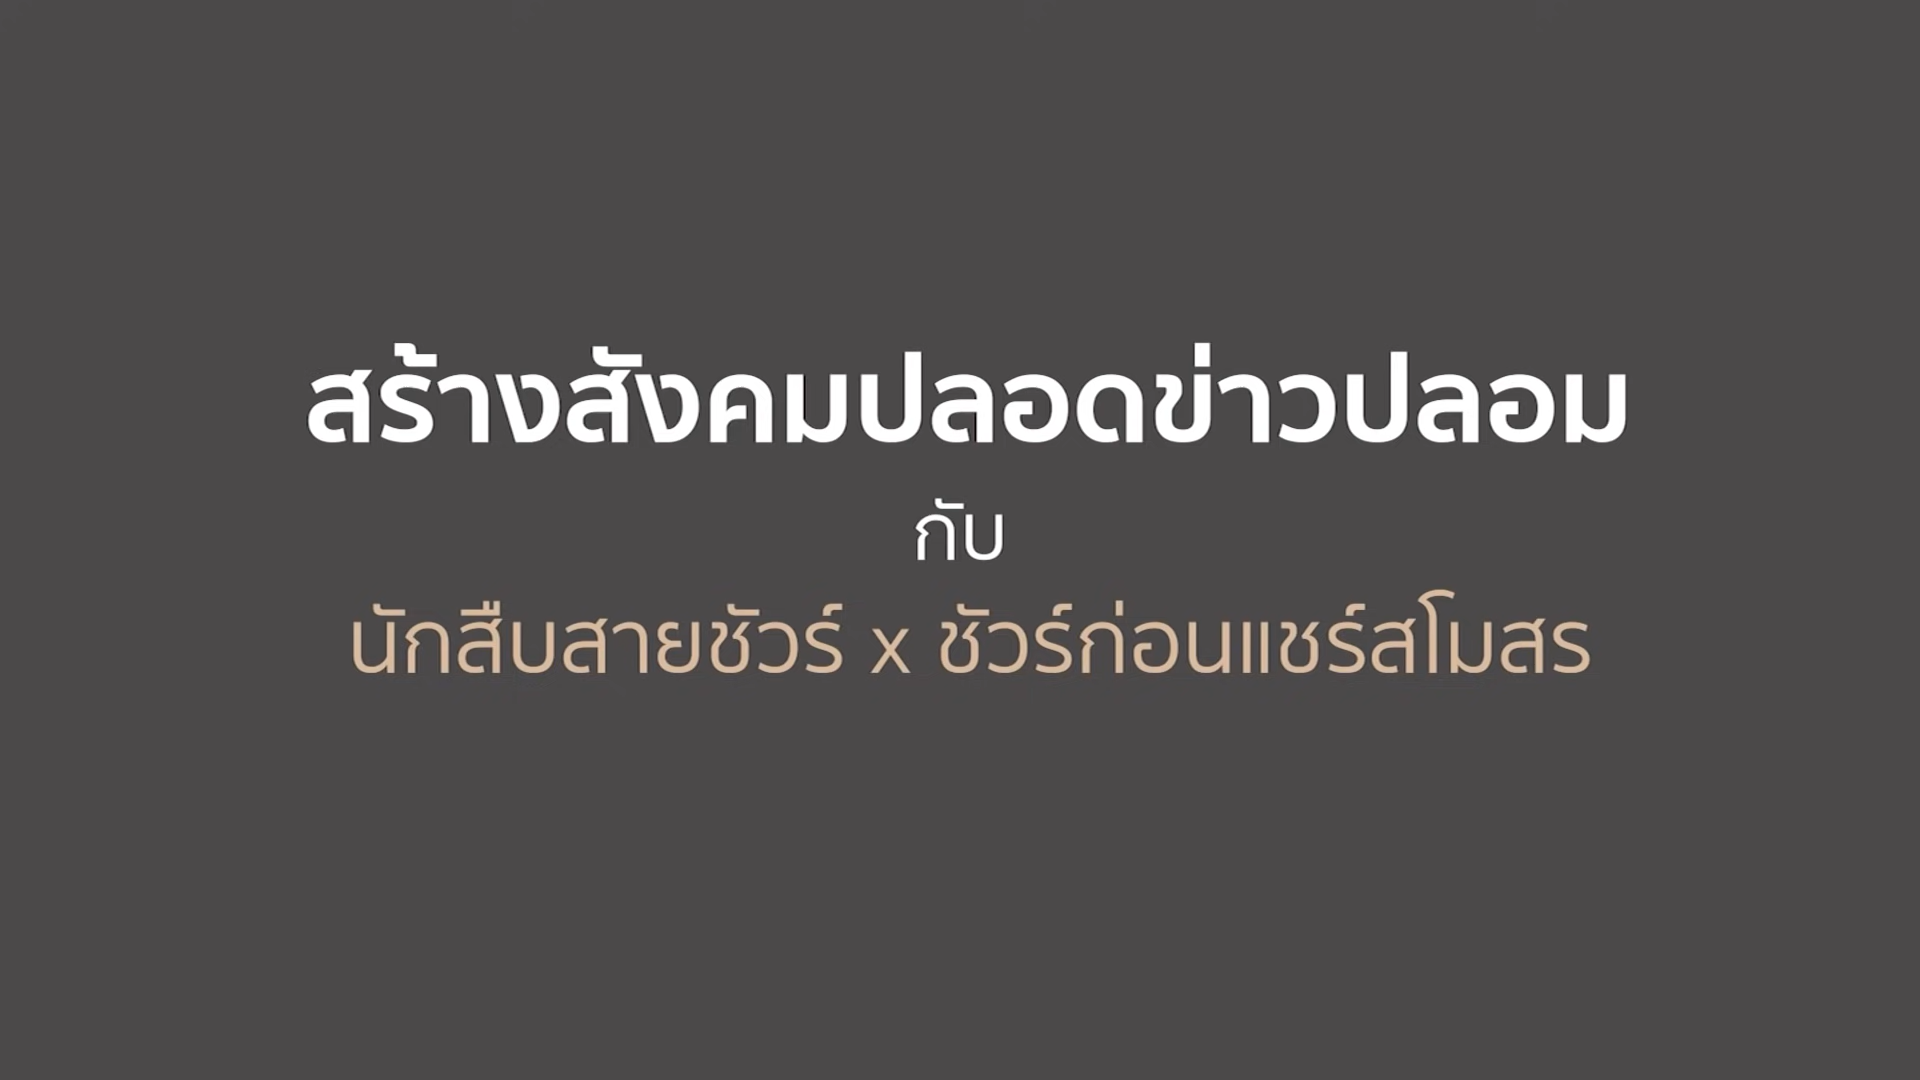 สร้างสังคมปลอดข่าวปลอม
กับ
นักสืบสายชัวร์ x ชัวร์ก่อนแชร์สโมสร